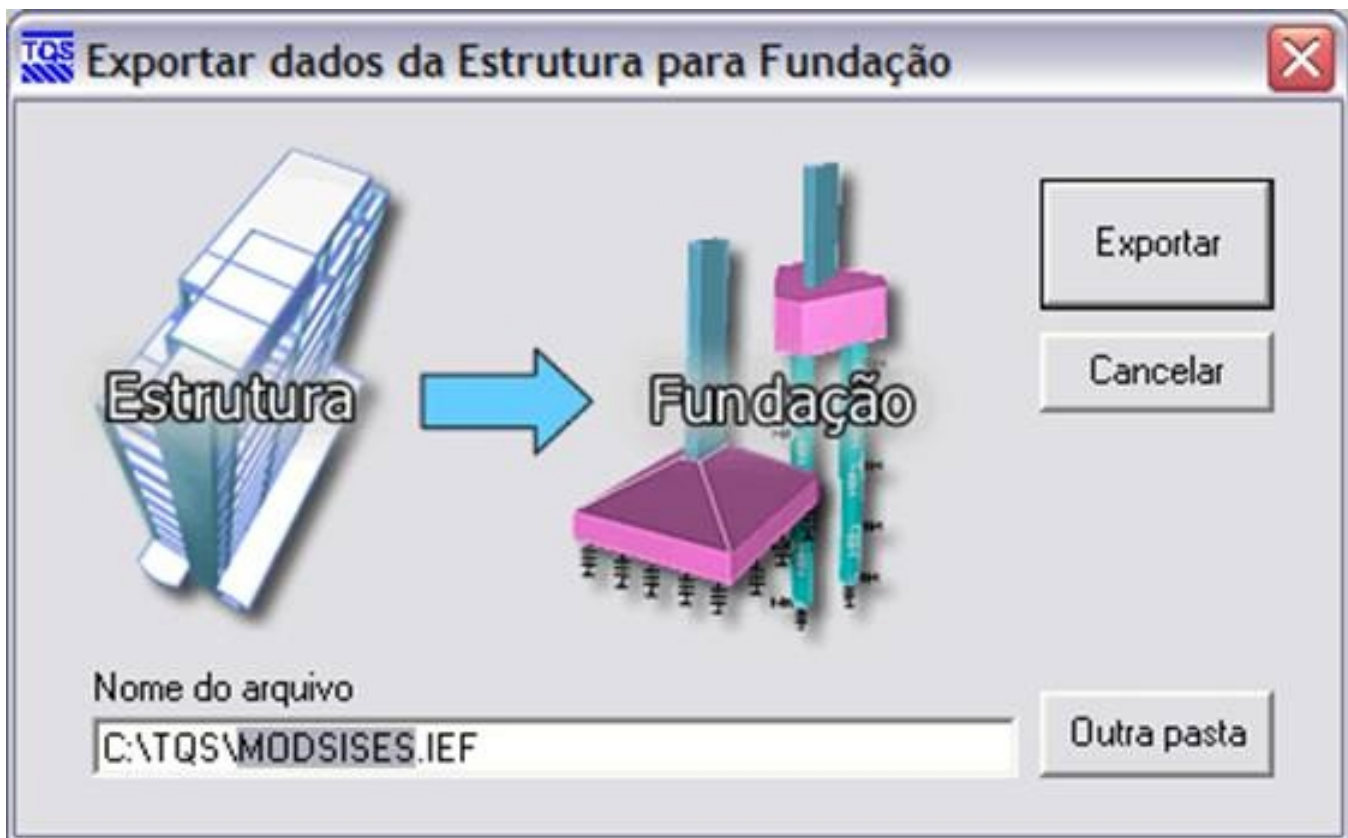 TQS Exportar dados da Estrutura para Fundação
Exportar
Cancelar
Estrutura
Fundação
Nome do arquivo
C:\TQS\MODSISES.IEF
Outra pasta